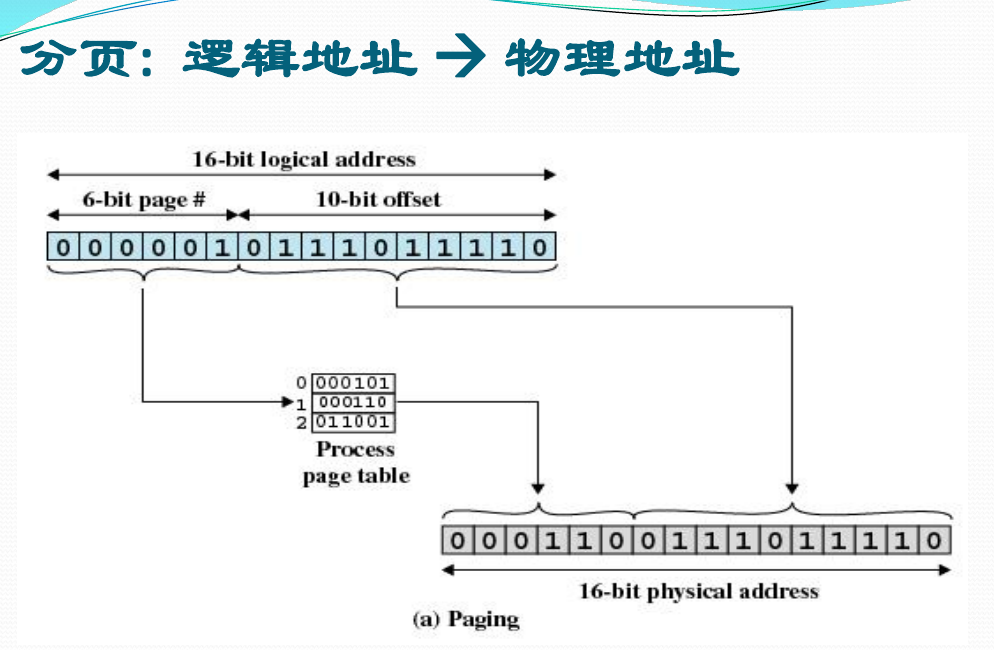 分页: 逻辑地址 → 物理地址
16-bit logical address
6-bit page #
10-bit offset
0 0 0 0 0 1 0 1 1 1 0 1 1 1 1 0
0 000101
1 000110
2 011001
Process
page table
0 0 0 1 1 0 0 1 1 1 0 1 1 1 1 0
16-bit physical address
(a) Paging